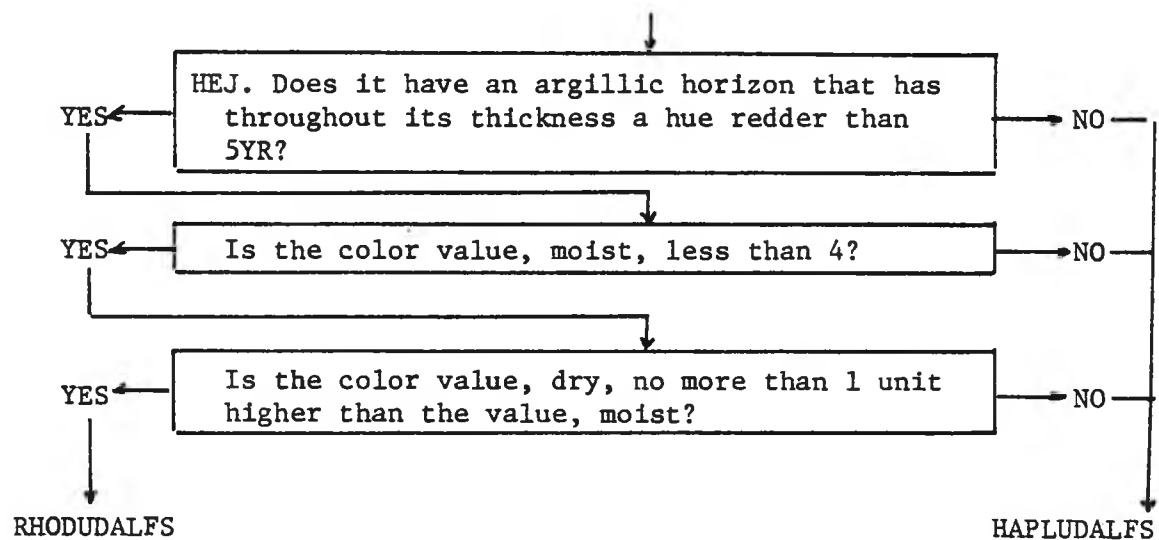 HEJ. Does it have an argillic horizon that has
YES
throughout its thickness a hue redder than
NO
5YR?
YES
Is the color value, moist, less than 4?
NO
YES
Is the color value, dry, no more than 1 unit
higher than the value, moist?
NO
RHODUDALFS
HAPLUDALFS